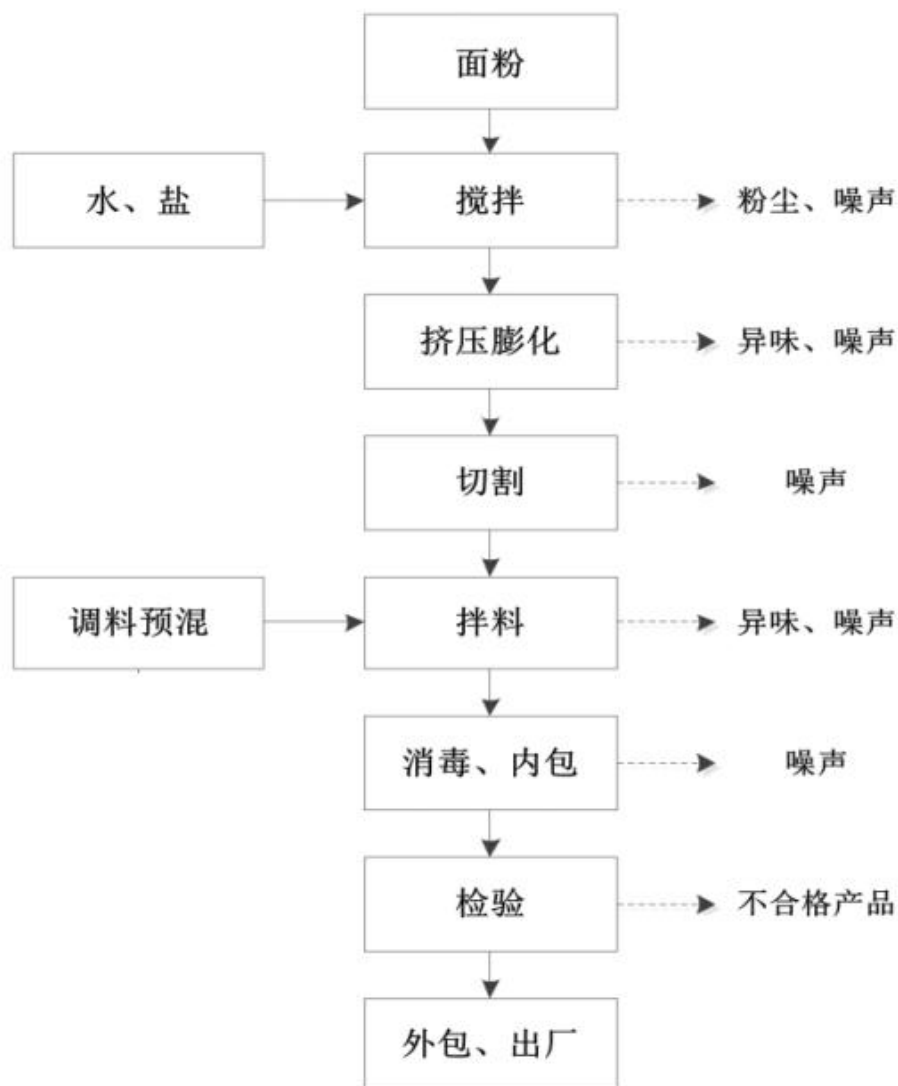 面粉
水、盐
搅拌
粉尘、噪声
挤压膨化
异味、噪声
切割
噪声
调料预混
拌料
异味、噪声
消毒、内包
噪声
检验
不合格产品
外包、出厂